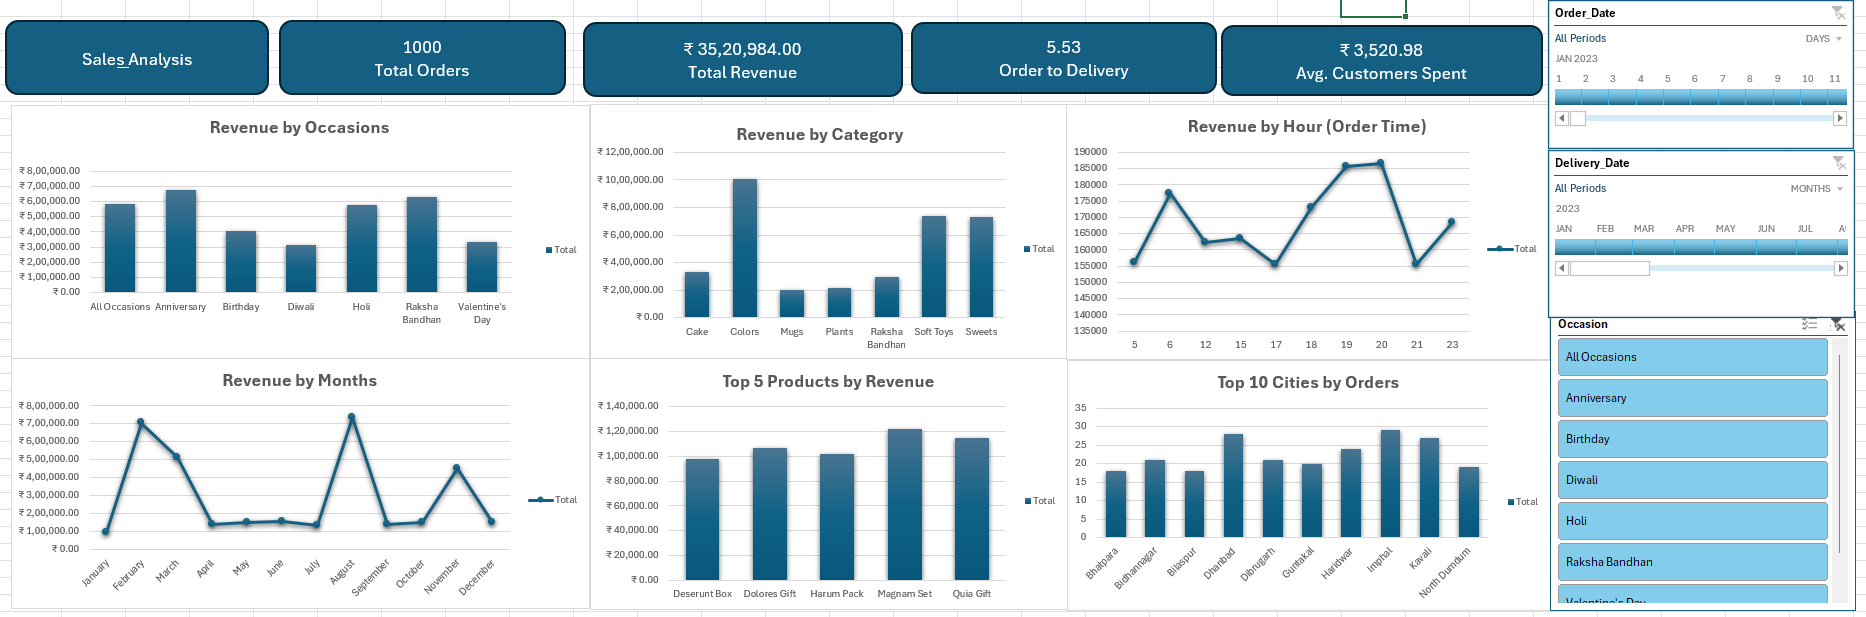 Sales_Analysis
1000
Total Orders
₹ 35,20,984.00
Total Revenue
5.53
Order to Delivery
₹ 3,520.98
Avg. Customers Spent
Order_Date
All Periods
DAYS
JAN 2023
1 2 3 4 5 6 7 8 9 10 11
Delivery_Date
All Periods
MONTHS
2023
JAN FEB MAR APR MAY JUN JUL
Occasion
All Occasions
Anniversary
Birthday
Diwali
Holi
Raksha Bandhan
Valentine's Day
Revenue by Occasions
₹ 8,00,000.00
₹ 7,00,000.00
₹ 6,00,000.00
₹ 5,00,000.00
₹ 4,00,000.00
₹ 3,00,000.00
₹ 2,00,000.00
₹ 1,00,000.00
₹ 0.00
All Occasions Anniversary Birthday Diwali Holi Raksha Bandhan Valentine's Day
Total
Revenue by Category
₹ 12,00,000.00
₹ 10,00,000.00
₹ 8,00,000.00
₹ 6,00,000.00
₹ 4,00,000.00
₹ 2,00,000.00
₹ 0.00
Cake Colors Mugs Plants Raksha Bandhan Soft Toys Sweets
Total
Revenue by Hour (Order Time)
190000
185000
180000
175000
170000
165000
160000
155000
150000
145000
140000
135000
5 6 12 15 17 18 19 20 21 23
Total
Revenue by Months
₹ 8,00,000.00
₹ 7,00,000.00
₹ 6,00,000.00
₹ 5,00,000.00
₹ 4,00,000.00
₹ 3,00,000.00
₹ 2,00,000.00
₹ 1,00,000.00
₹ 0.00
January February March April May June July August September October November December
Total
Top 5 Products by Revenue
₹ 1,40,000.00
₹ 1,20,000.00
₹ 1,00,000.00
₹ 80,000.00
₹ 60,000.00
₹ 40,000.00
₹ 20,000.00
₹ 0.00
Deserunt Box Dolores Gift Harum Pack Magnam Set Quia Gift
Total
Top 10 Cities by Orders
35
30
25
20
15
10
5
0
Bhatpara Bidhannagar Bilaspur Dhanbad Dibrugarh Guntakal Haridwar Imphal Kavali North Dumdum
Total